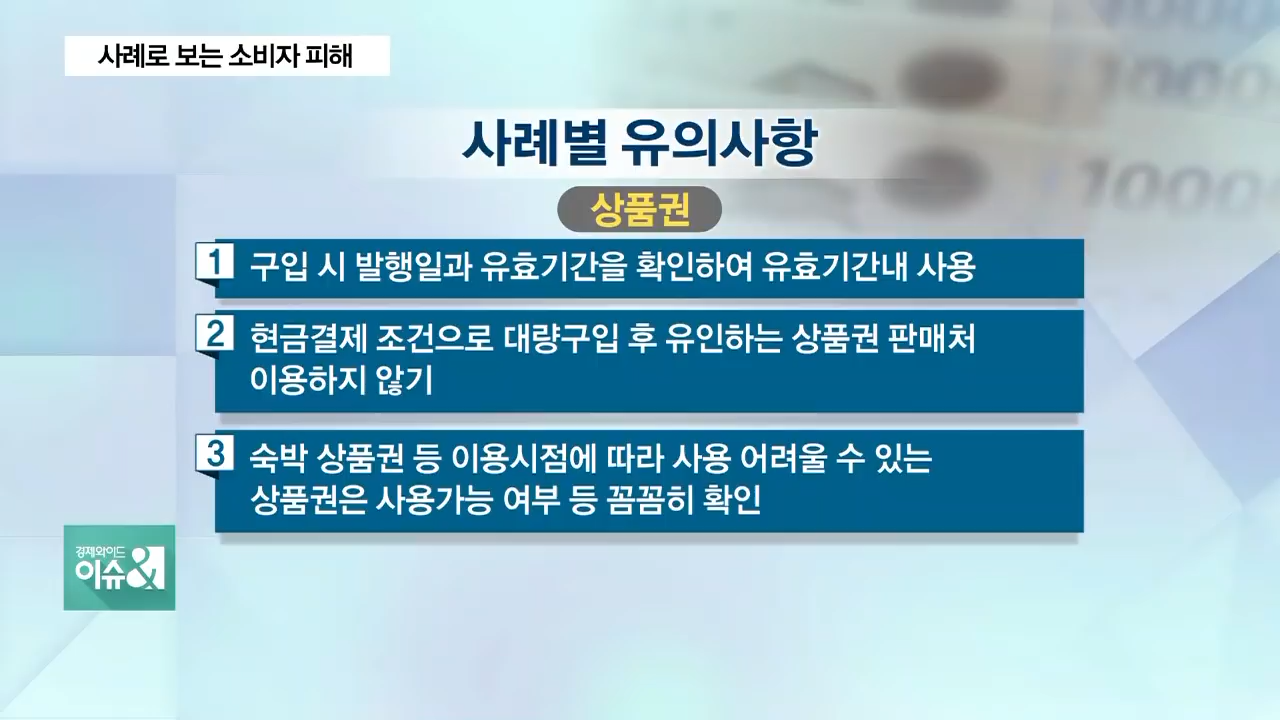 사례로 보는 소비자 피해
사례별 유의사항
상품권
1 구입 시 발행일과 유효기간을 확인하여 유효기간내 사용
2 현금결제 조건으로 대량구입 후 유인하는 상품권 판매처
이용하지 않기
3 숙박 상품권 등 이용시점에 따라 사용 어려울 수 있는
상품권은 사용가능 여부 등 꼼꼼히 확인
경제와이드
이슈&
1000
1000
1000